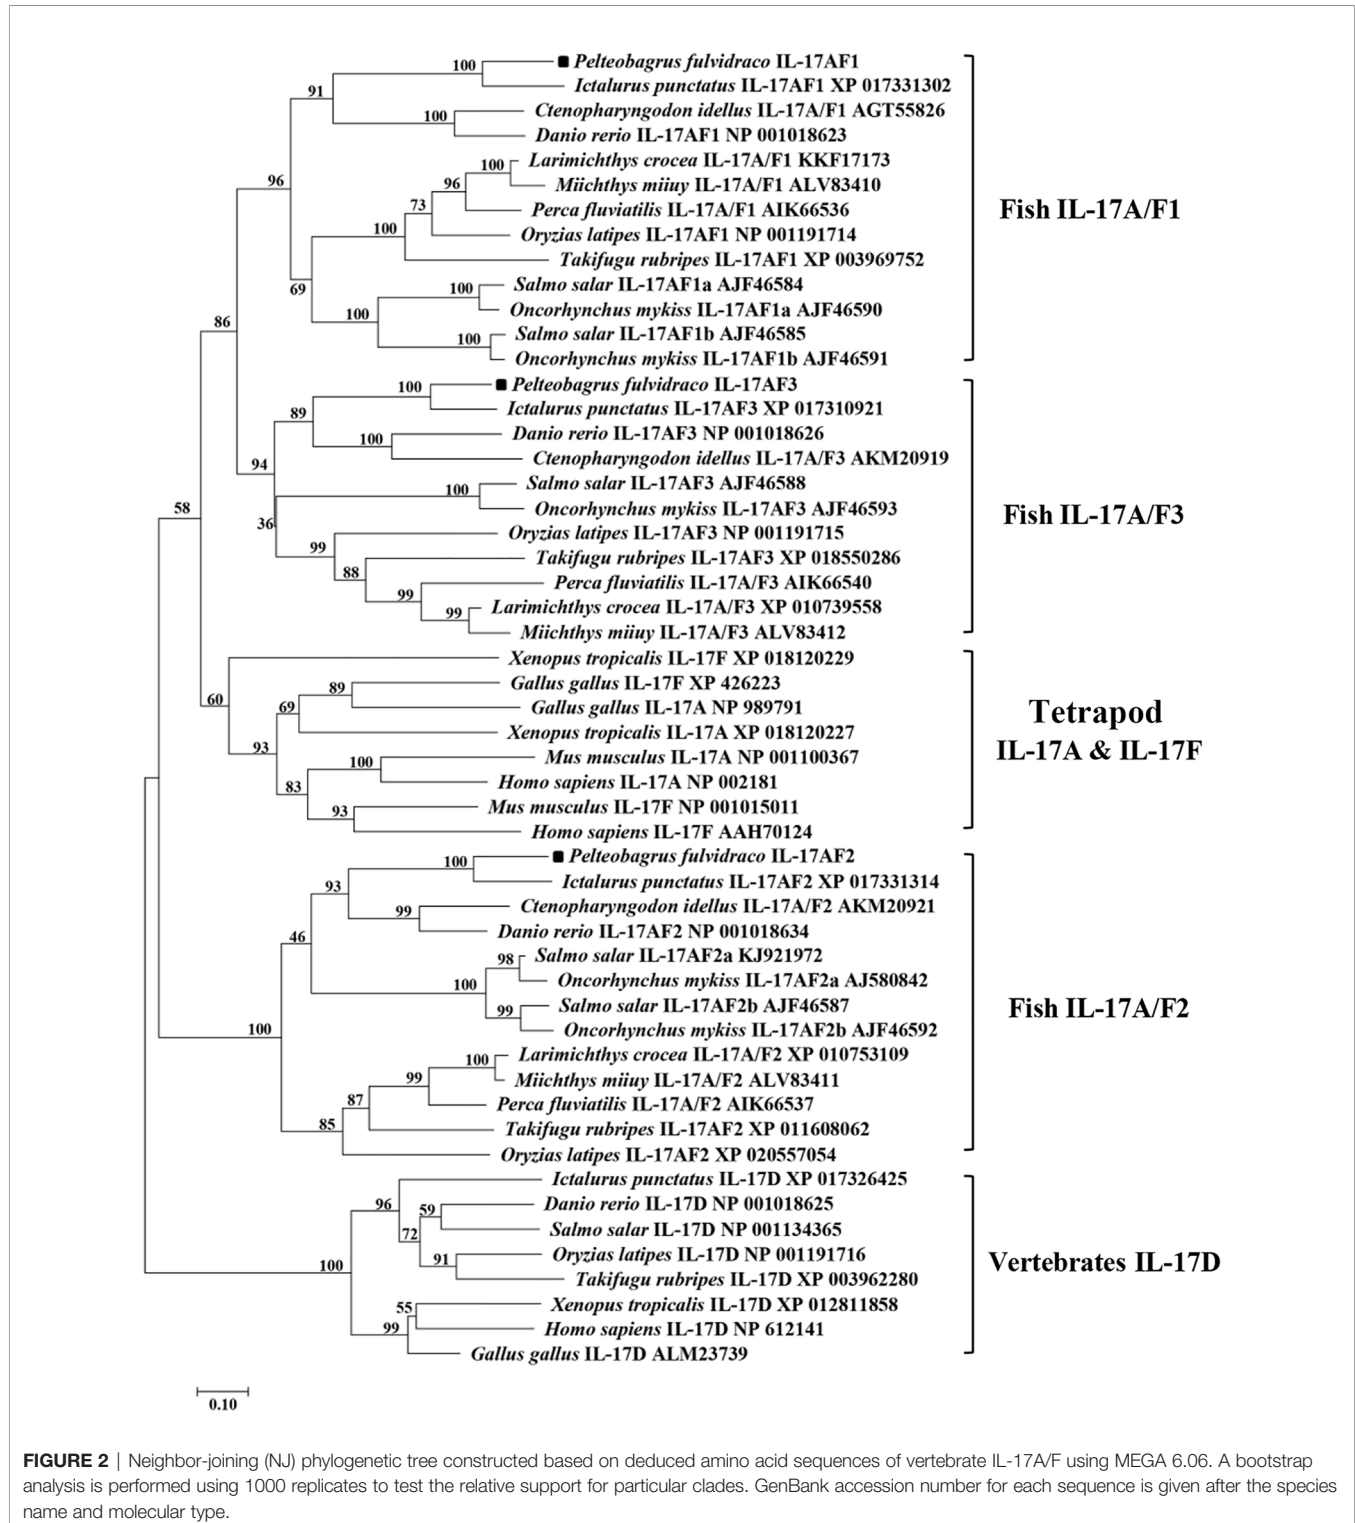 100
Pelteobagrus fulvidraco IL-17AF1
Ictalurus punctatus IL-17AF1 XP 017331302
91
Ctenopharyngodon idellus IL-17A/F1 AGT55826
100
Danio rerio IL-17AF1 NP 001018623
Larimichthys crocea IL-17A/F1 KKF17173
100
Miichthys miiuy IL-17A/F1 ALV83410
96
96
Perca fluviatilis IL-17A/F1 AIK66536
73
Fish IL-17A/F1
Oryzias latipes IL-17AF1 NP 001191714
100
Takifugu rubripes IL-17AF1 XP 003969752
69
Salmo salar IL-17AF1a AJF46584
100
Oncorhynchus mykiss IL-17AF1a AJF46590
100
86
Salmo salar IL-17AF1b AJF46585
100
Oncorhynchus mykiss IL-17AF1b AJF46591
Pelteobagrus fulvidraco IL-17AF3
100
Ictalurus punctatus IL-17AF3 XP 017310921
89
Danio rerio IL-17AF3 NP 001018626
100
Ctenopharyngodon idellus IL-17A/F3 AKM20919
94
Salmo salar IL-17AF3 AJF46588
100
Oncorhynchus mykiss IL-17AF3 AJF46593
58
36
Fish IL-17A/F3
Oryzias latipes IL-17AF3 NP 001191715
99
Takifugu rubripes IL-17AF3 XP 018550286
88
Perca fluviatilis IL-17A/F3 AIK66540
99
Larimichthys crocea IL-17A/F3 XP 010739558
99
Miichthys miiuy IL-17A/F3 ALV83412
Xenopus tropicalis IL-17F XP 018120229
60
Gallus gallus IL-17F XP 426223
89
Gallus gallus IL-17A NP 989791
69
Tetrapod
IL-17A & IL-17F
Xenopus tropicalis IL-17A XP 018120227
93
Mus musculus IL-17A NP 001100367
100
Homo sapiens IL-17A NP 002181
83
Mus musculus IL-17F NP 001015011
93
Homo sapiens IL-17F AAH70124
Pelteobagrus fulvidraco IL-17AF2
100
Ictalurus punctatus IL-17AF2 XP 017331314
93
Ctenopharyngodon idellus IL-17A/F2 AKM20921
99
Danio rerio IL-17AF2 NP 001018634
46
Salmo salar IL-17AF2a KJ921972
98
Oncorhynchus mykiss IL-17AF2a AJ580842
100
Salmo salar IL-17AF2b AJF46587
99
Fish IL-17A/F2
Oncorhynchus mykiss IL-17AF2b AJF46592
100
Larimichthys crocea IL-17A/F2 XP 010753109
100
Miichthys miiuy IL-17A/F2 ALV83411
99
Perca fluviatilis IL-17A/F2 AIK66537
87
Takifugu rubripes IL-17AF2 XP 011608062
85
Oryzias latipes IL-17AF2 XP 020557054
Ictalurus punctatus IL-17D XP 017326425
96
Danio rerio IL-17D NP 001018625
59
Salmo salar IL-17D NP 001134365
72
Oryzias latipes IL-17D NP 001191716
91
Vertebrates IL-17D
100
Takifugu rubripes IL-17D XP 003962280
Xenopus tropicalis IL-17D XP 012811858
55
Homo sapiens IL-17D NP 612141
99
Gallus gallus IL-17D ALM23739
0.10
FIGURE 2 | Neighbor-joining (NJ) phylogenetic tree constructed based on deduced amino acid sequences of vertebrate IL-17A/F using MEGA 6.06. A bootstrap
analysis is performed using 1000 replicates to test the relative support for particular clades. GenBank accession number for each sequence is given after the species
name and molecular type.